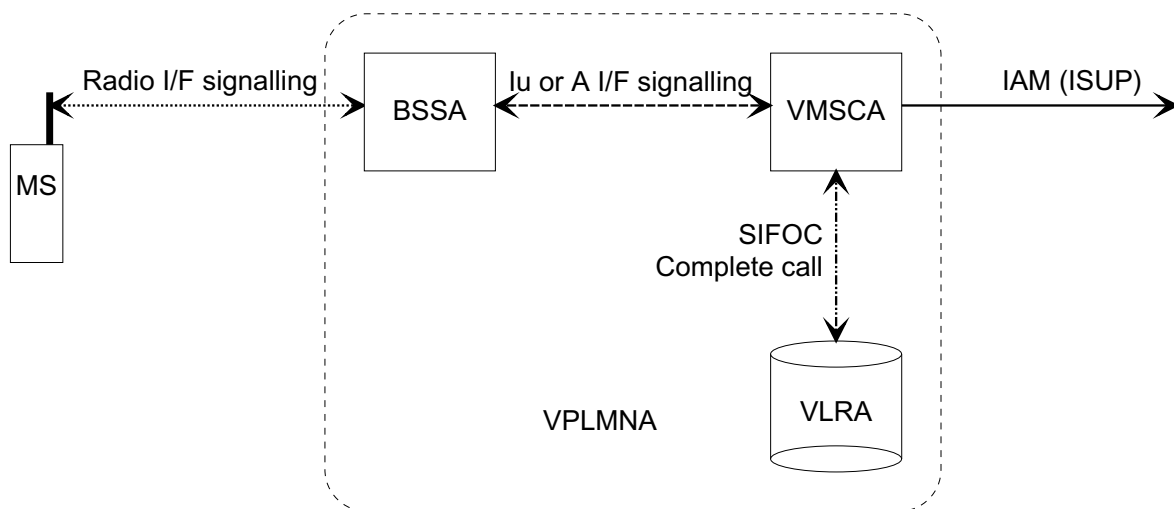 Radio I/F signalling
Iu or A I/F signalling
IAM (ISUP)
BSSA
VMSCA
MS
SIFOC
Complete call
VPLMNA
VLRA